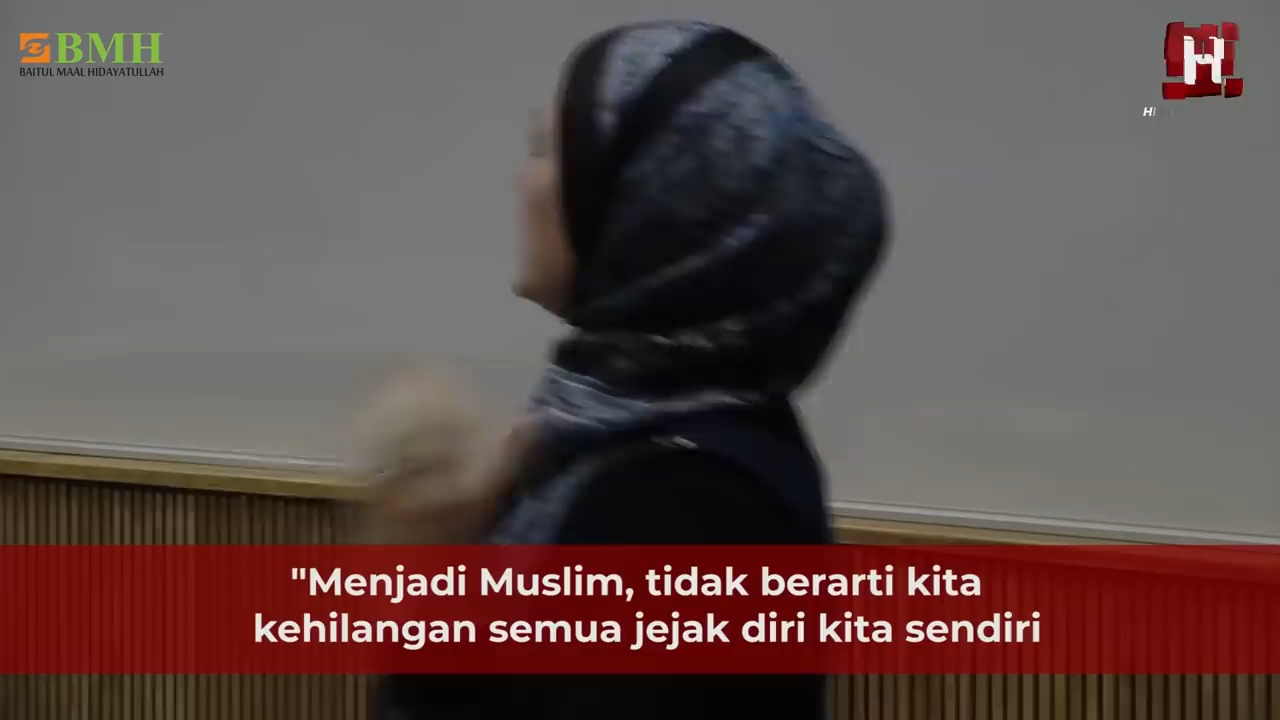 BMH
BAITUL MAAL HIDAYATULLAH
H
"Menjadi Muslim, tidak berarti kita
kehilangan semua jejak diri kita sendiri